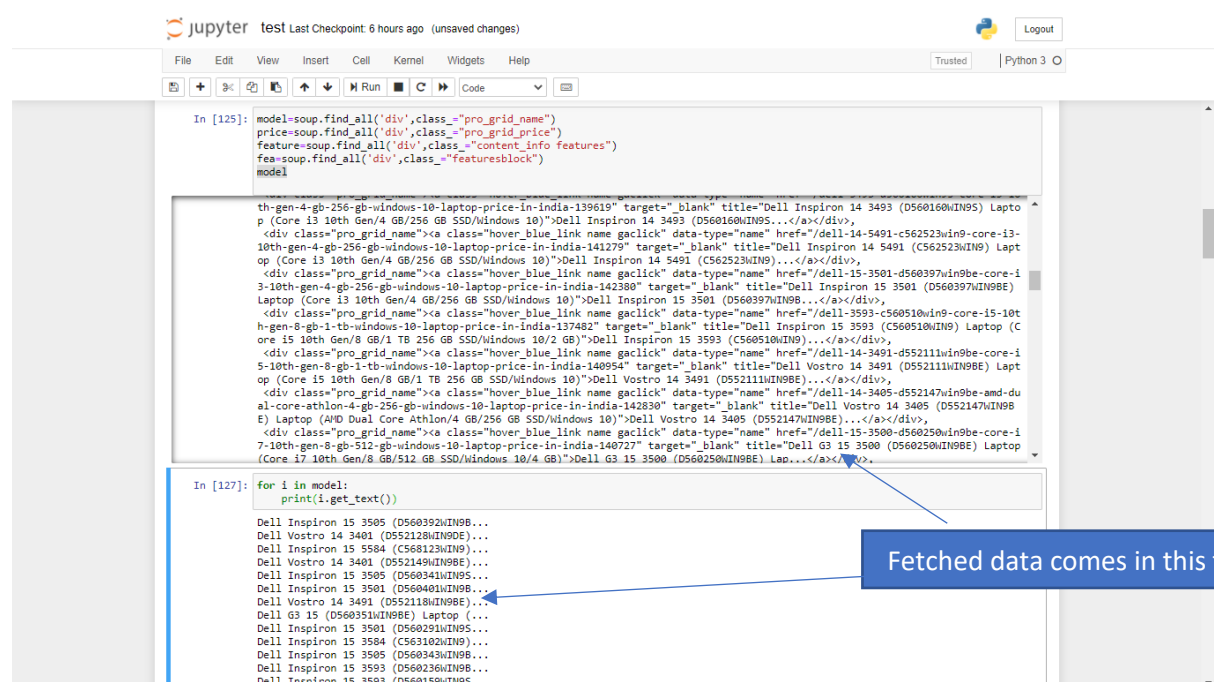 jupyter test Last Checkpoint: 6 hours ago (unsaved changes)
Logout
File Edit View Insert Cell Kernel Widgets Help
Trusted Python 3
Run Code
In [125]: model=soup.find_all('div',class_="pro_grid_name")
price=soup.find_all('div',class_="pro_grid_price")
feature=soup.find_all('div',class_="content_info features")
fea=soup.find_all('div',class_="featuresblock")
model
th-gen-4-gb-256-gb-windows-10-laptop-price-in-india-139619" target="_blank" title="Dell Inspiron 14 3493 (D560160WIN9S) Lapto
p (Core i3 10th Gen/4 GB/256 GB SSD/Windows 10)">Dell Inspiron 14 3493 (D560160WIN9S...</a></div>,
<div class="pro_grid_name"><a class="hover_blue_link name gaclick" data-type="name" href="/dell-14-5491-c562523win9-core-i3-
10th-gen-4-gb-256-gb-windows-10-laptop-price-in-india-141279" target="_blank" title="Dell Inspiron 14 5491 (C562523WIN9) Lapt
op (Core i3 10th Gen/4 GB/256 GB SSD/Windows 10)">Dell Inspiron 14 5491 (C562523WIN9)...</a></div>,
<div class="pro_grid_name"><a class="hover_blue_link name gaclick" data-type="name" href="/dell-15-3501-d560397win9be-core-i
3-10th-gen-4-gb-256-gb-windows-10-laptop-price-in-india-142380" target="_blank" title="Dell Inspiron 15 3501 (D560397WIN9BE)
Laptop (Core i3 10th Gen/4 GB/256 GB SSD/Windows 10)">Dell Inspiron 15 3501 (D560397WIN9B...</a></div>,
<div class="pro_grid_name"><a class="hover_blue_link name gaclick" data-type="name" href="/dell-3593-c560510win9-core-i5-10t
h-gen-8-gb-1-tb-windows-10-laptop-price-in-india-137482" target="_blank" title="Dell Inspiron 15 3593 (C560510WIN9) Laptop (C
ore i5 10th Gen/8 GB/1 TB 256 GB SSD/Windows 10/2 GB)">Dell Inspiron 15 3593 (C560510WIN9)...</a></div>,
<div class="pro_grid_name"><a class="hover_blue_link name gaclick" data-type="name" href="/dell-14-3491-d552111win9be-core-i
5-10th-gen-8-gb-1-tb-windows-10-laptop-price-in-india-140954" target="_blank" title="Dell Vostro 14 3491 (D552111WIN9BE) Lapt
op (Core i5 10th Gen/8 GB/1 TB 256 GB SSD/Windows 10)">Dell Vostro 14 3491 (D552111WIN9BE)...</a></div>,
<div class="pro_grid_name"><a class="hover_blue_link name gaclick" data-type="name" href="/dell-14-3405-d552147win9be-amd-du
al-core-athlon-4-gb-256-gb-windows-10-laptop-price-in-india-142830" target="_blank" title="Dell Vostro 14 3405 (D552147WIN9B
E) Laptop (AMD Dual Core Athlon/4 GB/256 GB SSD/Windows 10)">Dell Vostro 14 3405 (D552147WIN9BE)...</a></div>,
<div class="pro_grid_name"><a class="hover_blue_link name gaclick" data-type="name" href="/dell-15-3500-d560250win9be-core-i
7-10th-gen-8-gb-512-gb-windows-10-laptop-price-in-india-140727" target="_blank" title="Dell G3 15 3500 (D560250WIN9BE) Laptop
(Core i7 10th Gen/8 GB/512 GB SSD/Windows 10/4 GB)">Dell G3 15 3500 (D560250WIN9BE) Lap...</a></div>,
In [127]: for i in model:
print(i.get_text())
Dell Inspiron 15 3505 (D560392WIN9B...
Dell Vostro 14 3401 (D552128WIN9DE)...
Dell Inspiron 15 5584 (C568123WIN9)...
Dell Vostro 14 3401 (D552149WIN9BE)...
Dell Inspiron 15 3505 (D560341WIN9S...
Dell Inspiron 15 3501 (D560401WIN9B...
Dell Vostro 14 3491 (D552118WIN9BE)...
Dell G3 15 (D560351WIN9BE) Laptop (...
Dell Inspiron 15 3501 (D560291WIN9S...
Dell Inspiron 15 3584 (C563102WIN9)...
Dell Inspiron 15 3505 (D560343WIN9B...
Dell Inspiron 15 3593 (D560236WIN9B...
Dell Inspiron 15 3593 (D560159WIN9S
Fetched data comes in this